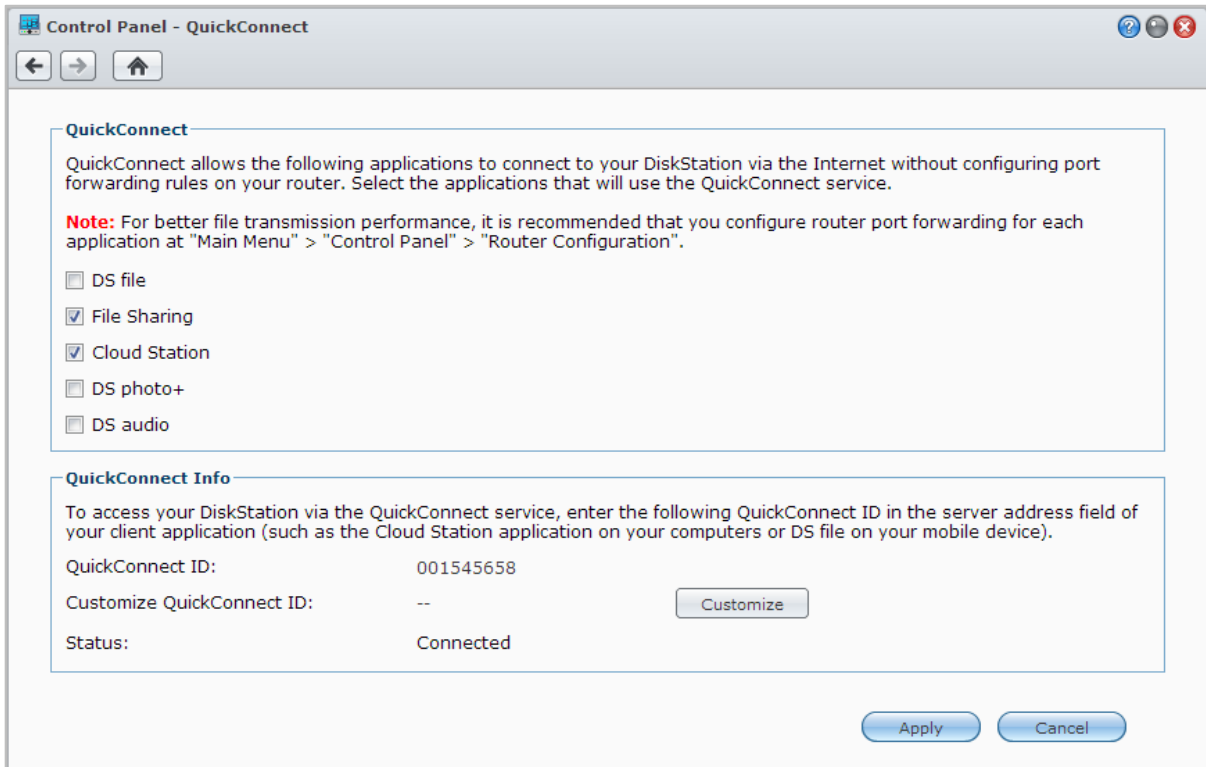 Control Panel - QuickConnect
QuickConnect
QuickConnect allows the following applications to connect to your DiskStation via the Internet without configuring port
forwarding rules on your router. Select the applications that will use the QuickConnect service.
Note: For better file transmission performance, it is recommended that you configure router port forwarding for each
application at "Main Menu" > "Control Panel" > "Router Configuration".
DS file
File Sharing
Cloud Station
DS photo+
DS audio
QuickConnect Info
To access your DiskStation via the QuickConnect service, enter the following QuickConnect ID in the server address field of
your client application (such as the Cloud Station application on your computers or DS file on your mobile device).
QuickConnect ID: 001545658
Customize QuickConnect ID: -- Customize
Status: Connected
Apply Cancel